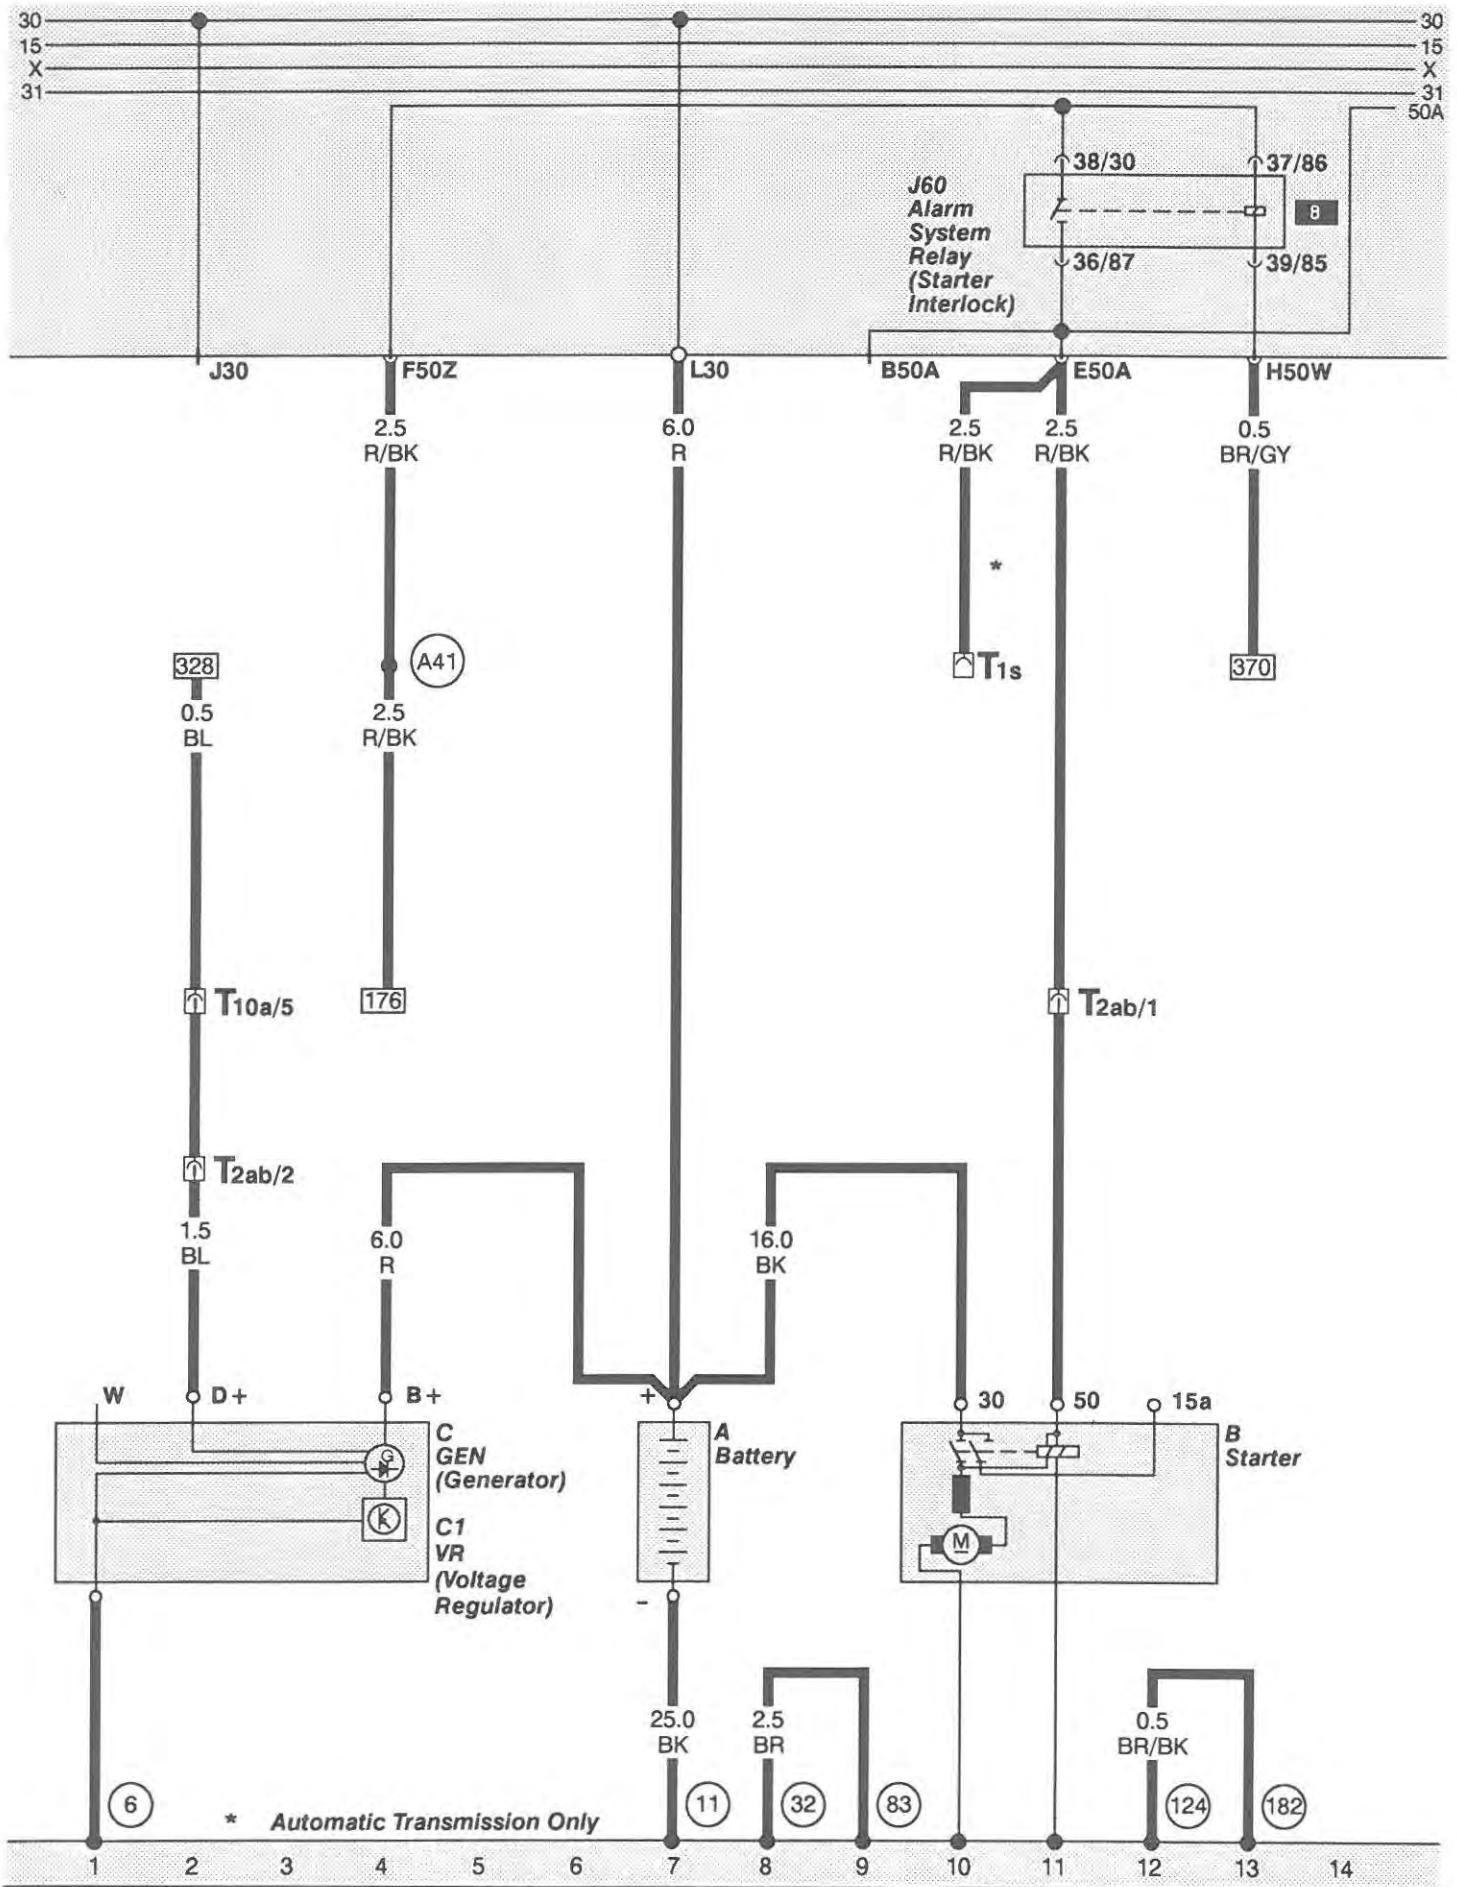 30 30
15 15
X X
31 31
50A
38/30 37/86
J60
Alarm
System
Relay
(Starter
Interlock)
8
36/87 39/85
J30 F50Z L30 B50A E50A H50W
2.5 6.0 2.5 2.5 0.5
R/BK R R/BK R/BK BR/GY
*
328 A41 T1s 370
0.5 2.5
BL R/BK
T10a/5 176 T2ab/1
T2ab/2
1.5 6.0 16.0
BL R BK
W D+ B+ + 30 50 15a
C
GEN
(Generator)
G
A
Battery
B
Starter
C1
VR
(Voltage
Regulator)
M
-
25.0 2.5 0.5
BK BR BR/BK
6 11 32 83 124 182
* Automatic Transmission Only
1 2 3 4 5 6 7 8 9 10 11 12 13 14